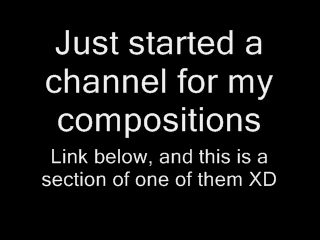 Just started a
channel for my
compositions
Link below, and this is a
section of one of them XD